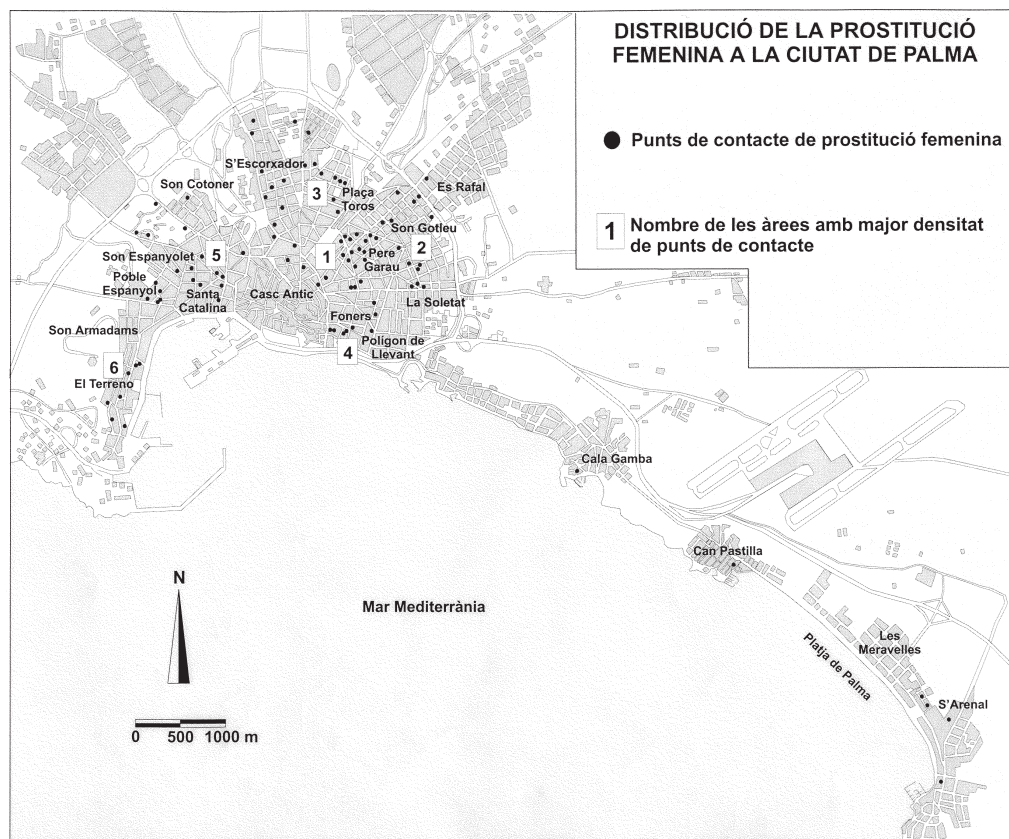 DISTRIBUCIÓ DE LA PROSTITUCIÓ
FEMENINA A LA CIUTAT DE PALMA
Punts de contacte de prostitució femenina
1 Nombre de les àrees amb major densitat
de punts de contacte
S'Escorxador
Son Cotoner
3
Plaça
Toros
Es Rafal
Son Gotleu
Son Espanyolet
5
1
Pere
Garau
2
Poble
Espanyol
Santa
Catalina
Casc Antic
La Soletat
Son Armadams
Foners
Polígon de
Llevant
4
6
El Terreno
Cala Gamba
Can Pastilla
N
Mar Mediterrània
Les
Meravelles
Platja de Palma
S'Arenal
0 500 1000 m